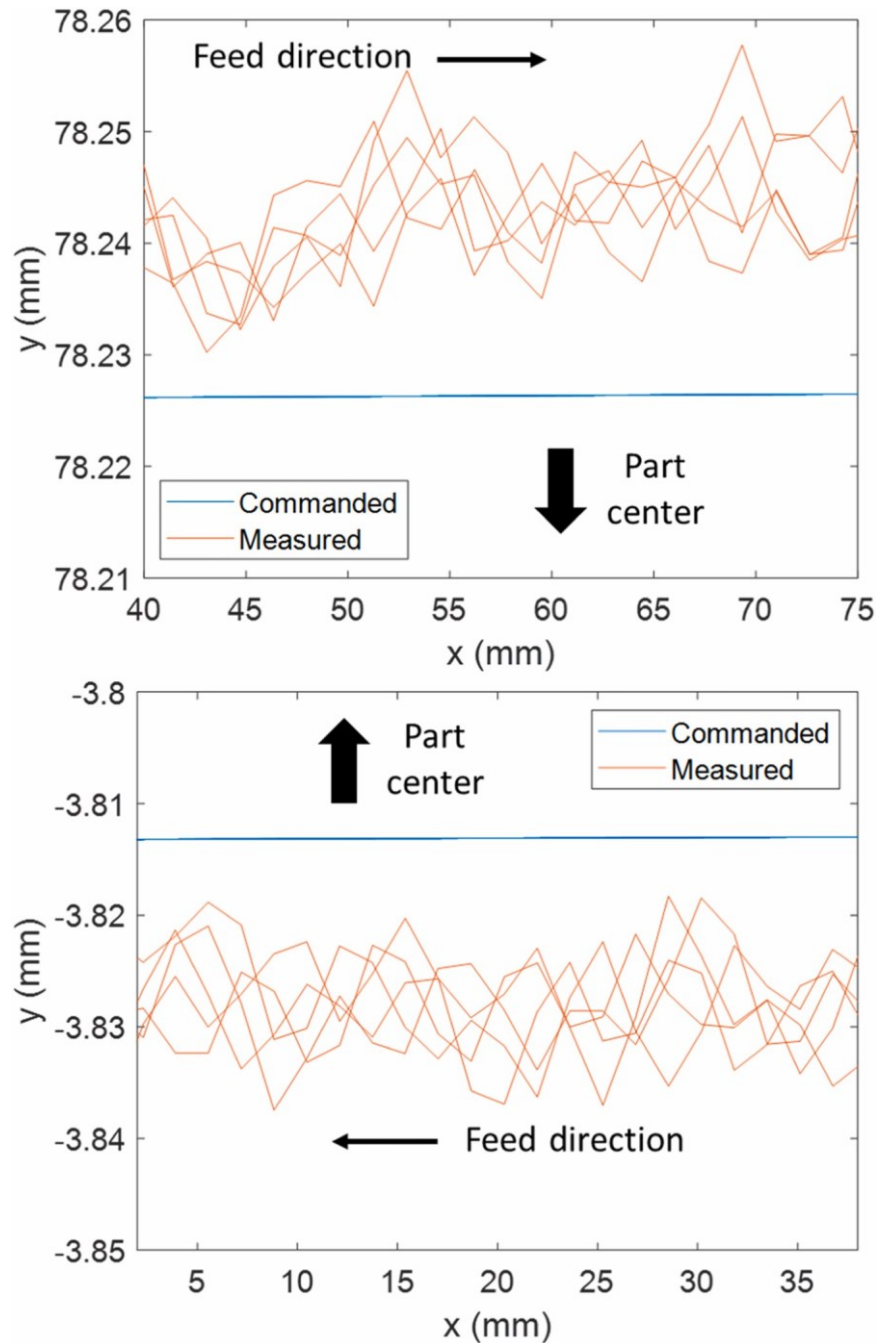 78.26
Feed direction
78.25
78.24
y (mm)
78.23
78.22
Part
center
Commanded
Measured
78.21
40 45 50 55 60 65 70 75
x (mm)
-3.8
Part
center
Commanded
Measured
-3.81
-3.82
y (mm)
-3.83
-3.84
Feed direction
-3.85
5 10 15 20 25 30 35
x (mm)